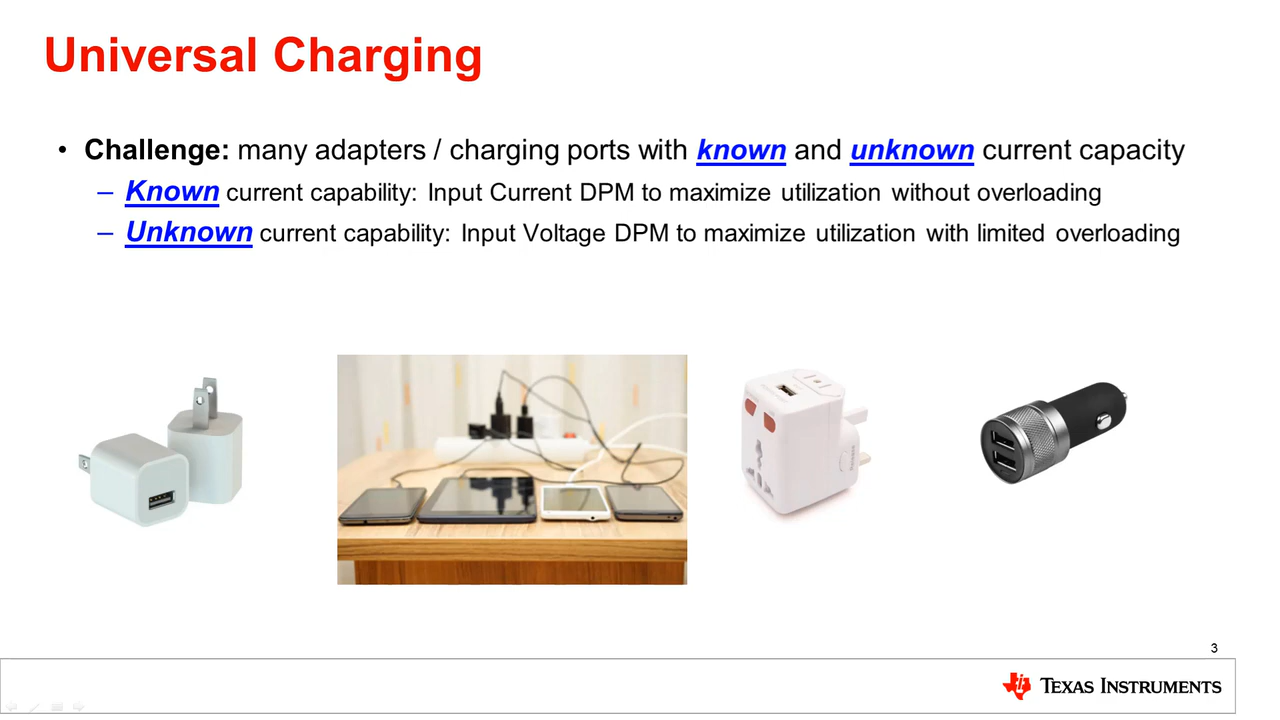 Universal Charging
• Challenge: many adapters / charging ports with known and unknown current capacity
– Known current capability: Input Current DPM to maximize utilization without overloading
– Unknown current capability: Input Voltage DPM to maximize utilization with limited overloading
3
TEXAS INSTRUMENTS